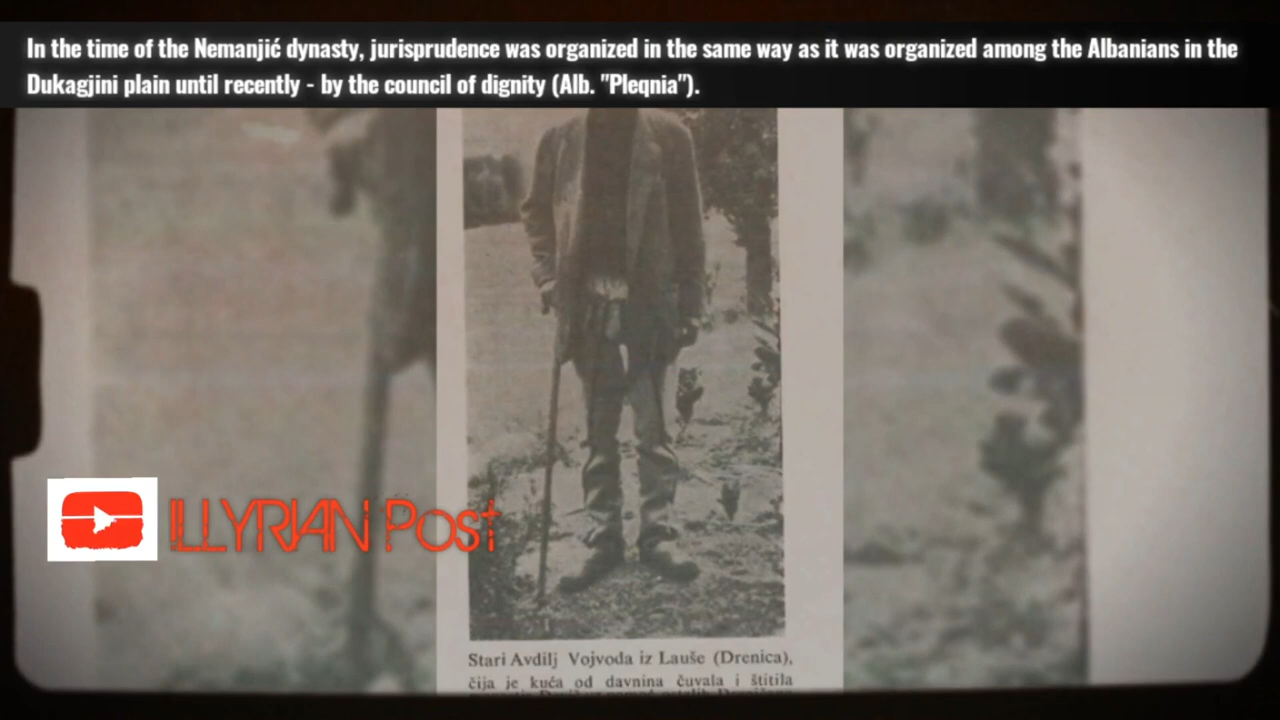 In the time of the Nemanjić dynasty, jurisprudence was organized in the same way as it was organized among the Albanians in the
Dukagjini plain until recently - by the council of dignity (Alb. "Pleqnia").
ILLYRIAN Post
Stari Avdilj Vojvoda iz Lauše (Drenica),
čija je kuća od davnina čuvala i štitila